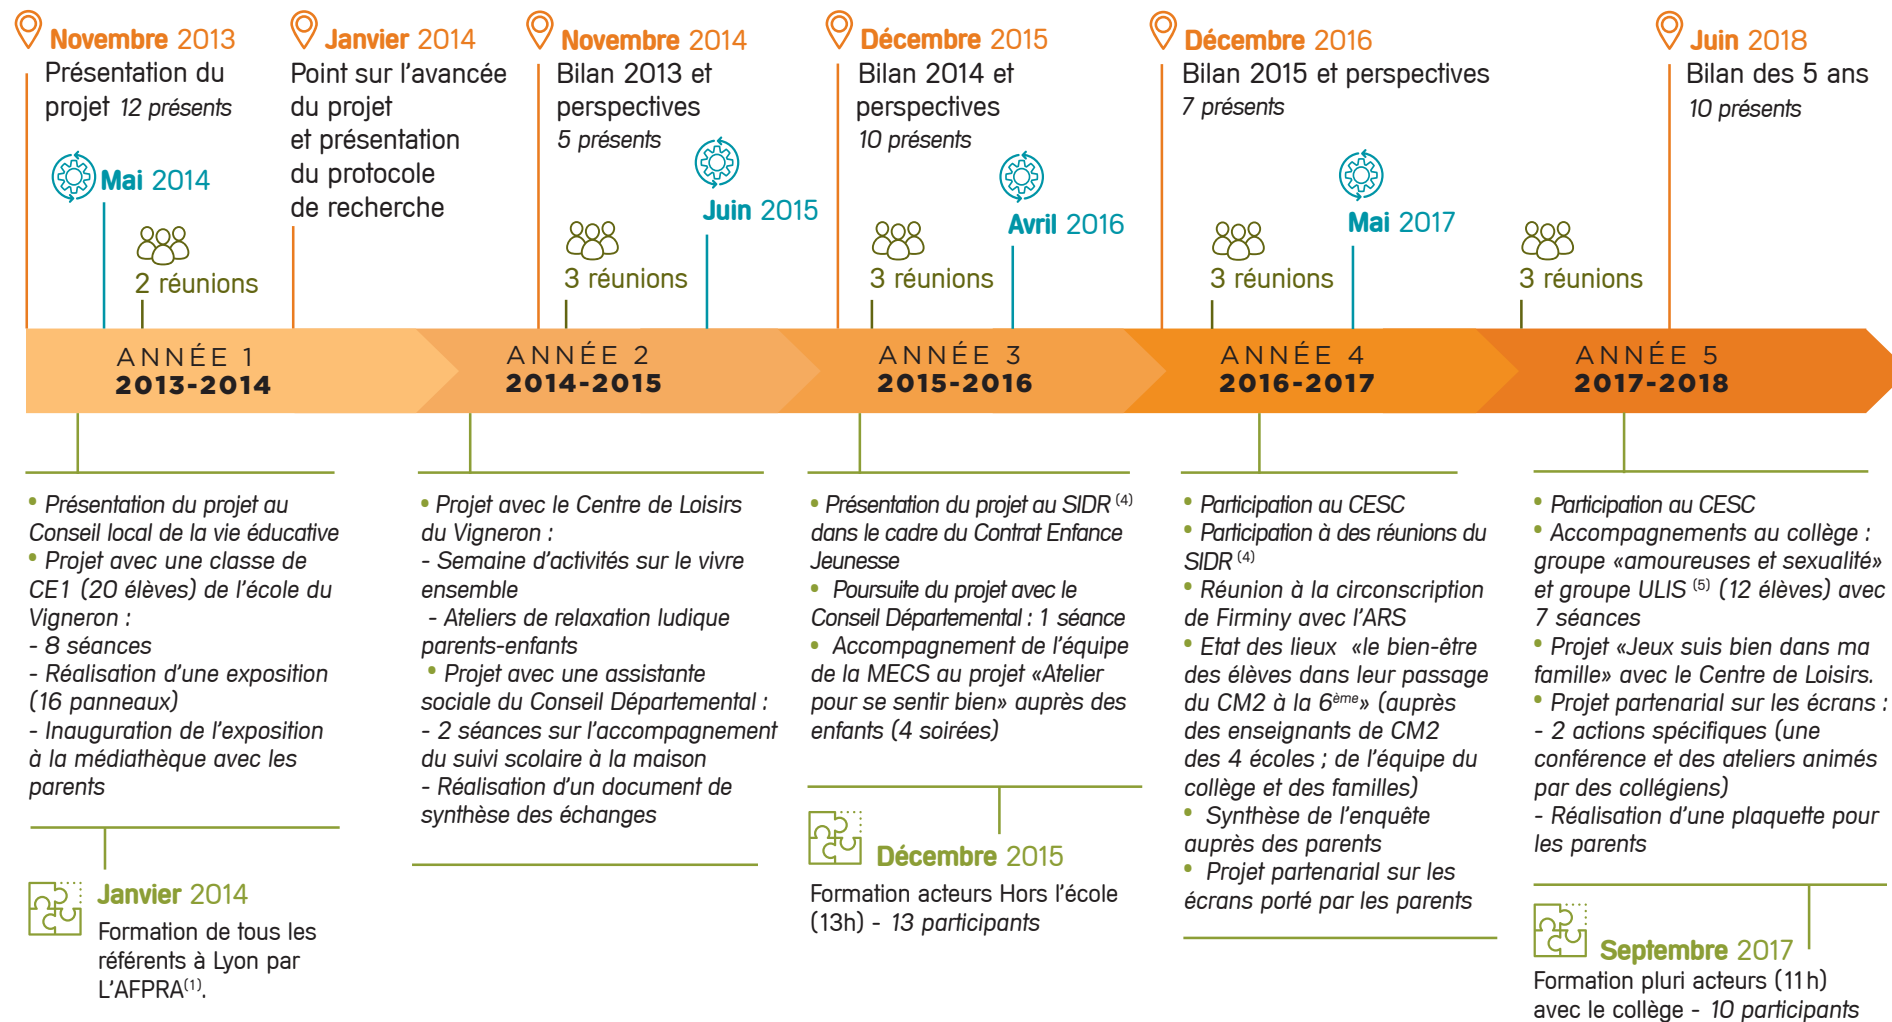 Novembre 2013
Présentation du
projet 12 présents
Janvier 2014
Point sur l'avancée
du projet
et présentation
du protocole
de recherche
Novembre 2014
Bilan 2013 et
perspectives
5 présents
Décembre 2015
Bilan 2014 et
perspectives
10 présents
Décembre 2016
Bilan 2015 et perspectives
7 présents
Juin 2018
Bilan des 5 ans
10 présents
Mai 2014
Juin 2015
Avril 2016
Mai 2017
2 réunions
3 réunions
3 réunions
3 réunions
3 réunions
ANNÉE 1
2013-2014
ANNÉE 2
2014-2015
ANNÉE 3
2015-2016
ANNÉE 4
2016-2017
ANNÉE 5
2017-2018
• Présentation du projet au
Conseil local de la vie éducative
• Projet avec une classe de
CE1 (20 élèves) de l'école du
Vigneron :
- 8 séances
- Réalisation d'une exposition
(16 panneaux)
- Inauguration de l'exposition
à la médiathèque avec les
parents
Janvier 2014
Formation de tous les
référents à Lyon par
L'AFPRA(1).
• Projet avec le Centre de Loisirs
du Vigneron :
- Semaine d'activités sur le vivre
ensemble
- Ateliers de relaxation ludique
parents-enfants
• Projet avec une assistante
sociale du Conseil Départemental :
- 2 séances sur l'accompagnement
du suivi scolaire à la maison
- Réalisation d'un document de
synthèse des échanges
• Présentation du projet au SIDR (4)
dans le cadre du Contrat Enfance
Jeunesse
• Poursuite du projet avec le
Conseil Départemental : 1 séance
• Accompagnement de l'équipe
de la MECS au projet «Atelier
pour se sentir bien» auprès des
enfants (4 soirées)
Décembre 2015
Formation acteurs Hors l'école
(13h) - 13 participants
• Participation au CESC
• Participation à des réunions du
SIDR (4)
• Réunion à la circonscription
de Firminy avec l'ARS
• Etat des lieux «le bien-être
des élèves dans leur passage
du CM2 à la 6ème» (auprès
des enseignants de CM2
des 4 écoles ; de l'équipe du
collège et des familles)
• Synthèse de l'enquête
auprès des parents
• Projet partenarial sur les
écrans porté par les parents
• Participation au CESC
• Accompagnements au collège :
groupe «amoureuses et sexualité»
et groupe ULIS (5) (12 élèves) avec
7 séances
• Projet «Jeux suis bien dans ma
famille» avec le Centre de Loisirs.
• Projet partenarial sur les écrans :
- 2 actions spécifiques (une
conférence et des ateliers animés
par des collégiens)
- Réalisation d'une plaquette pour
les parents
Septembre 2017
Formation pluri acteurs (11h)
avec le collège - 10 participants